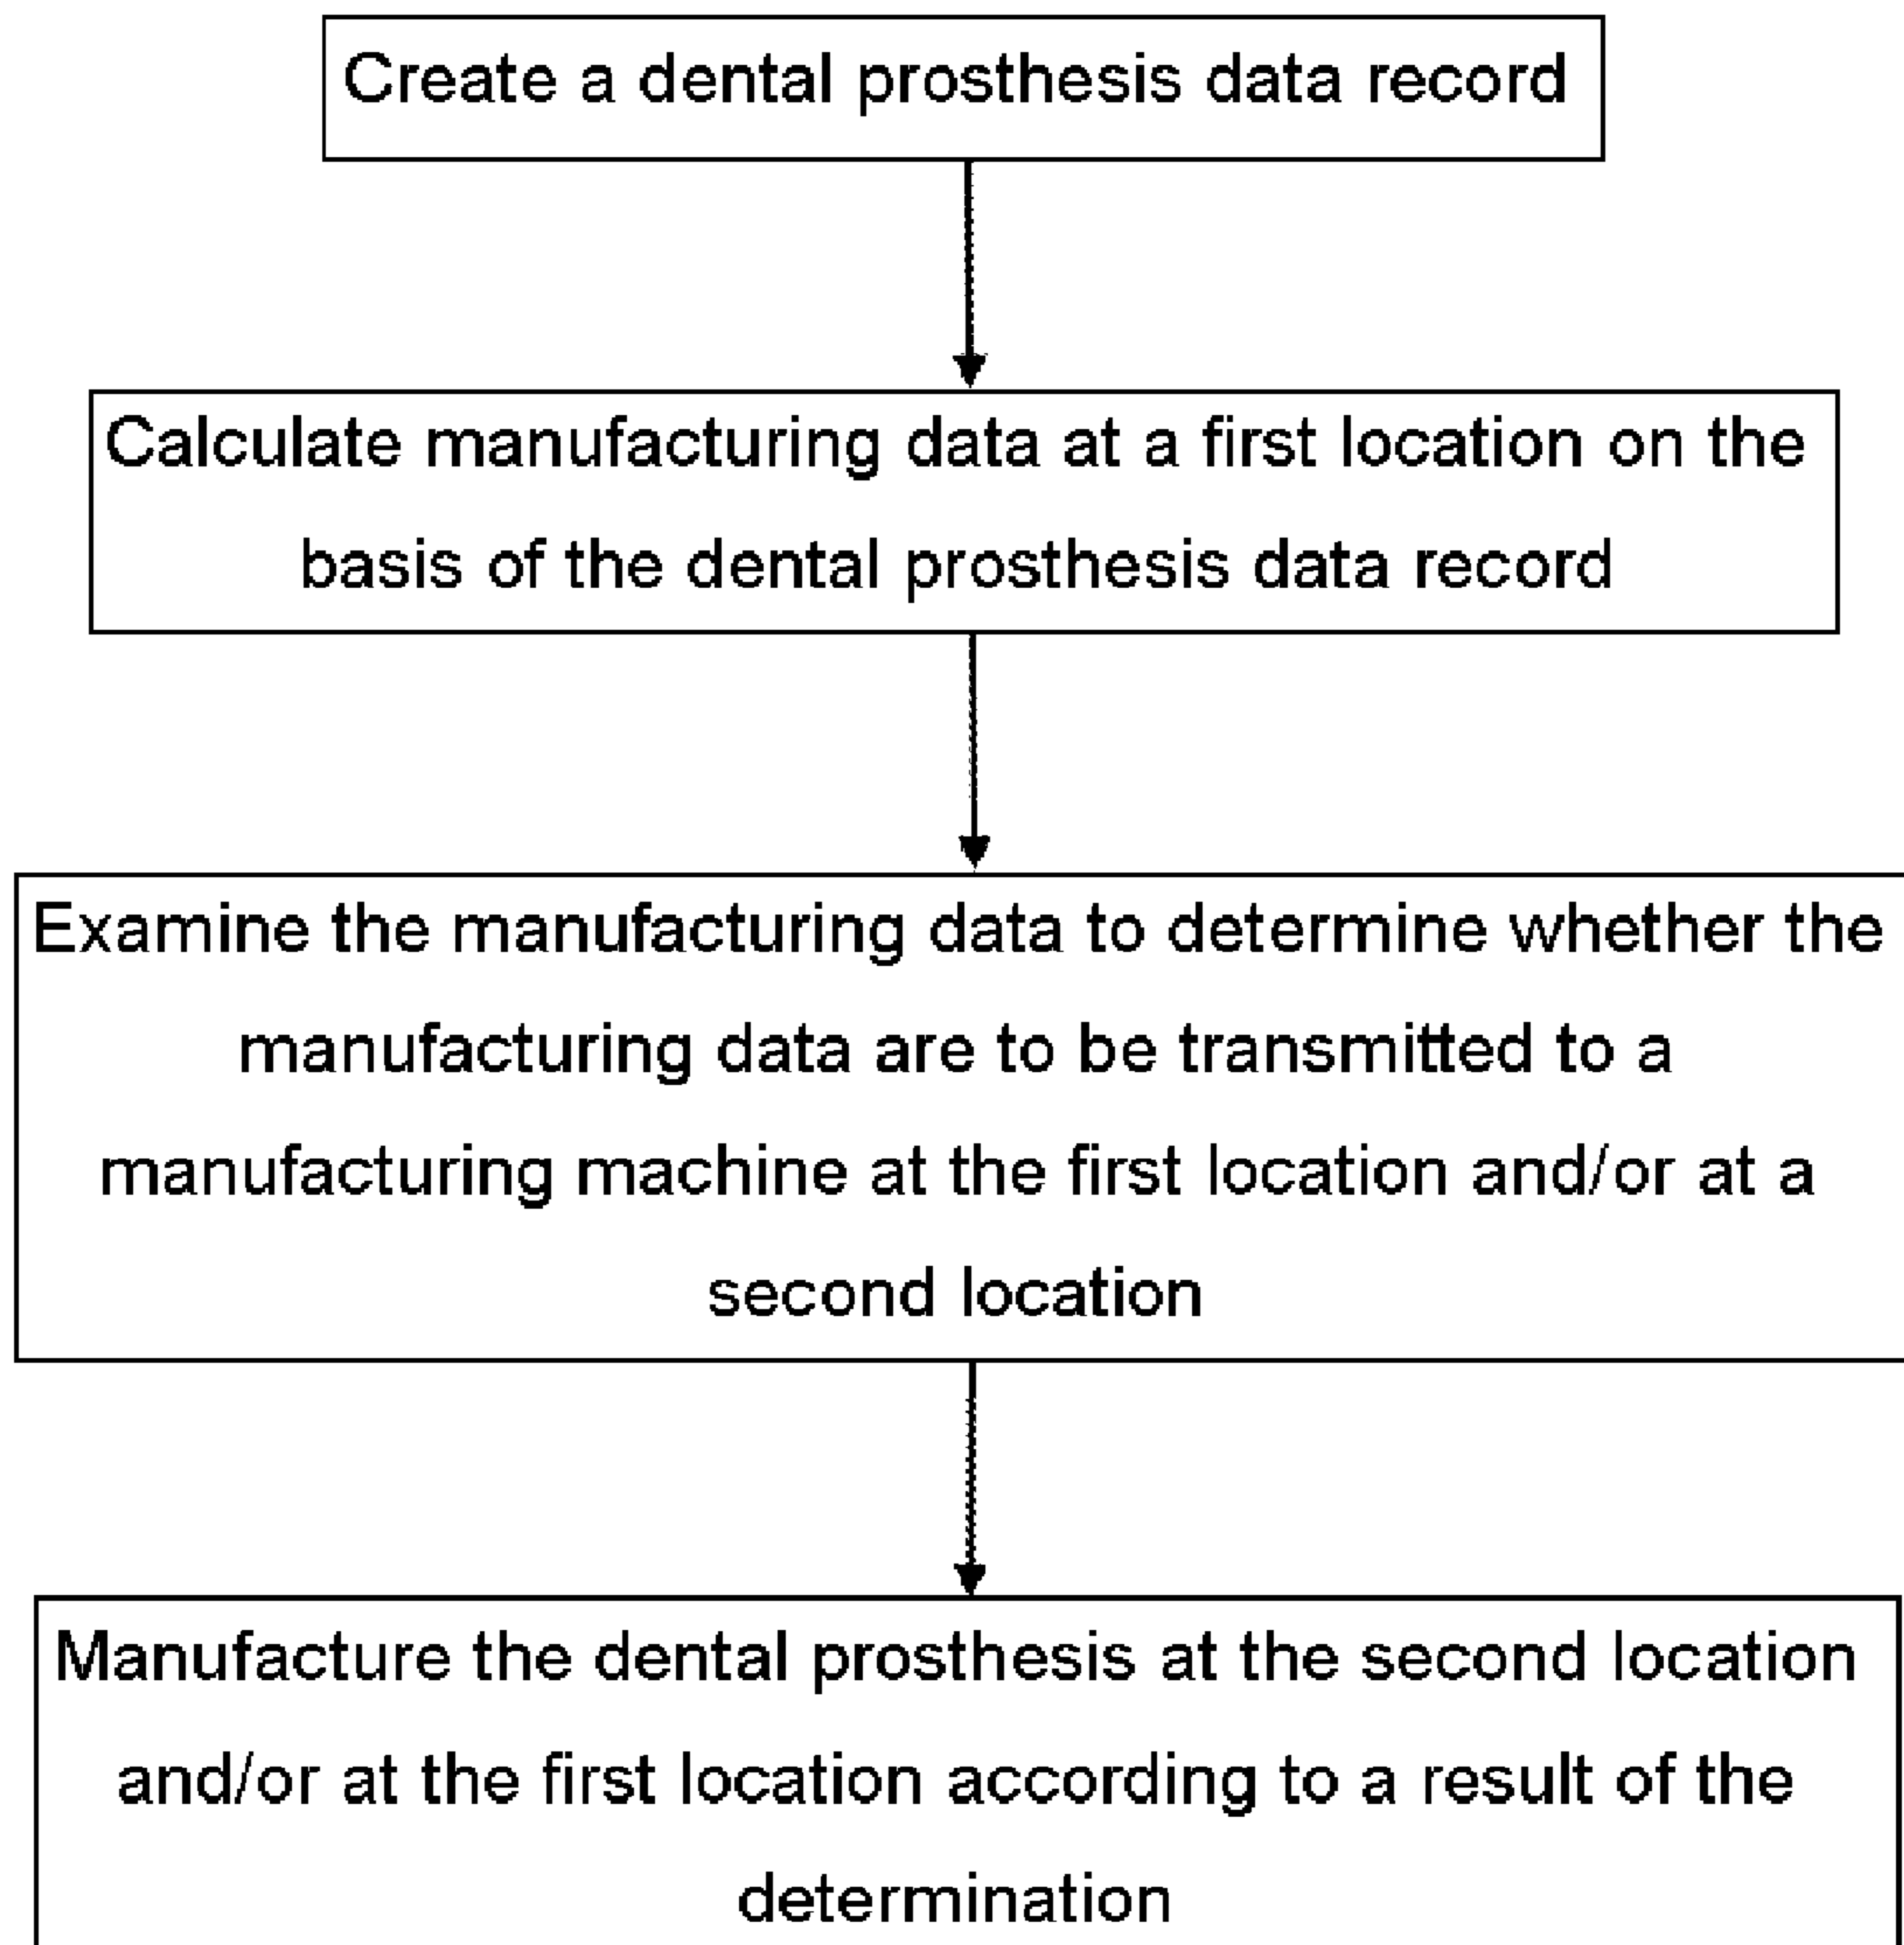 Create a dental prosthesis data record
Calculate manufacturing data at a first location on the
basis of the dental prosthesis data record
Examine the manufacturing data to determine whether the
manufacturing data are to be transmitted to a
manufacturing machine at the first location and/or at a
second location
Manufacture the dental prosthesis at the second location
and/or at the first location according to a result of the
determination